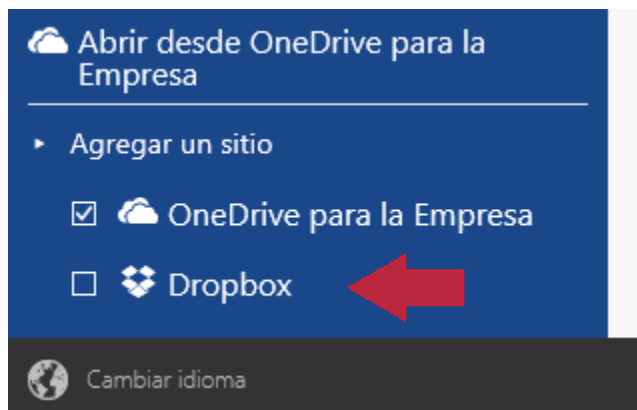 Abrir desde OneDrive para la
Empresa
Agregar un sitio
OneDrive para la Empresa
Dropbox
Cambiar idioma